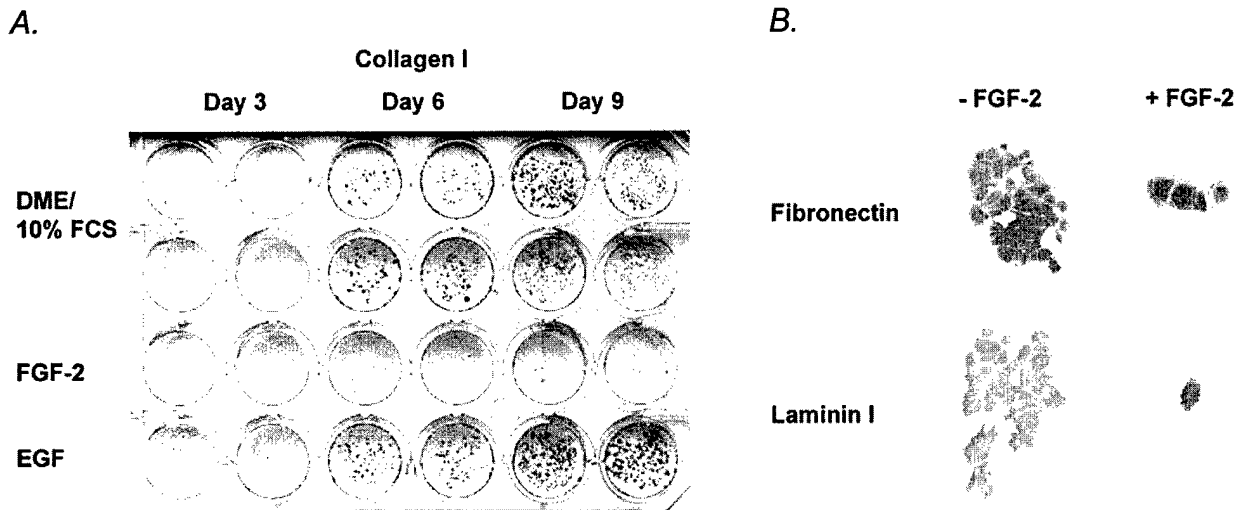 A.
Collagen I
Day 3 Day 6 Day 9
DME/
10% FCS
FGF-2
EGF
B.
- FGF-2 + FGF-2
Fibronectin
Laminin I